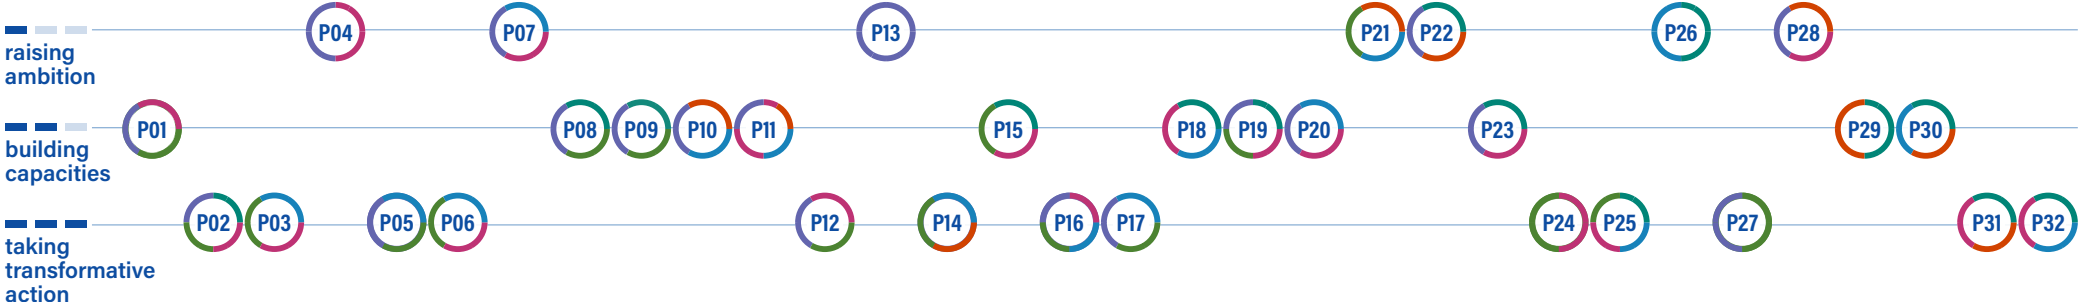 P04 P07 P13 P21 P22 P26 P28
raising
ambition
P01 P08 P09 P10 P11 P15 P18 P19 P20 P23 P29 P30
building
capacities
P02 P03 P05 P06 P12 P14 P16 P17 P24 P25 P27 P31 P32
taking
transformative
action